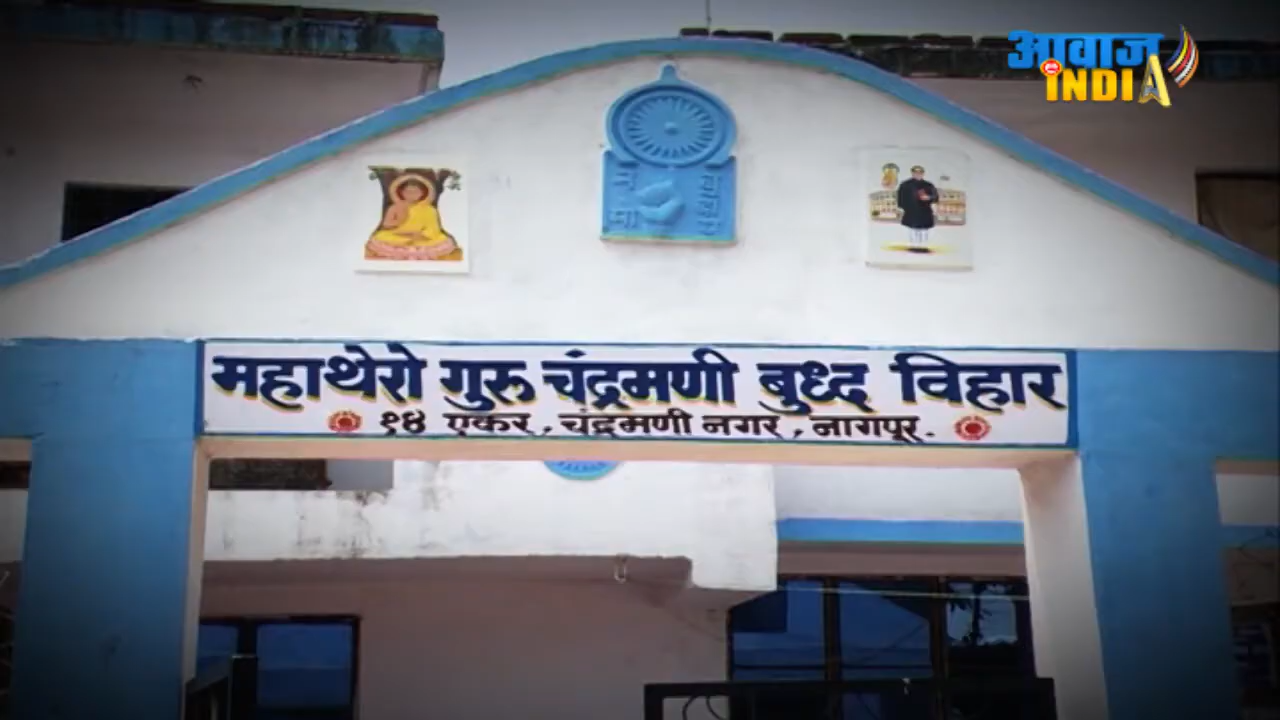 आवाज
INDIA
महाथेरो गुरू चंद्रमणी बुध्द विहार
१४ एकर, चंद्रमणी नगर, नागपूर.